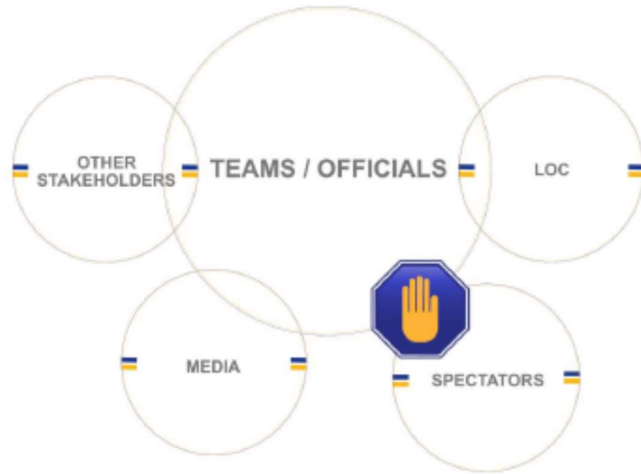 OTHER
STAKEHOLDERS
TEAMS / OFFICIALS
LOC
MEDIA
SPECTATORS